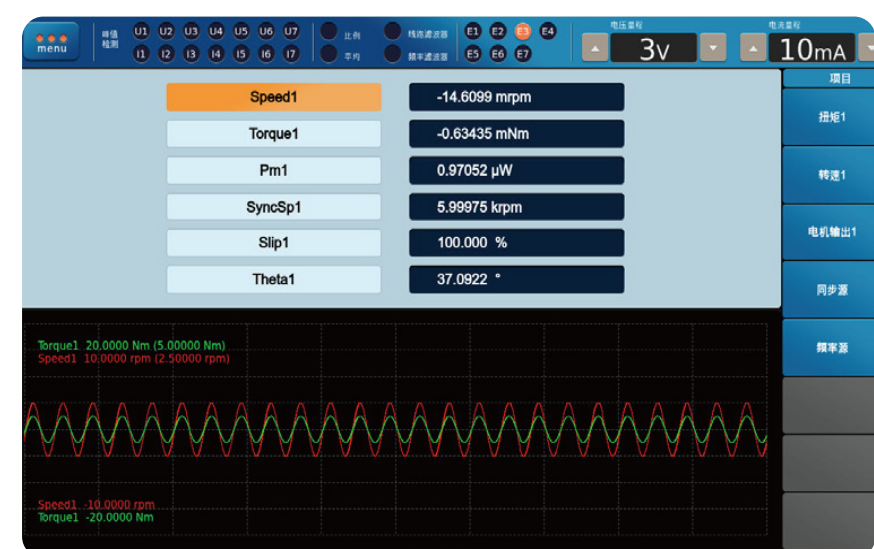 menu
峰值
检测
U1 U2 U3 U4 U5 U6 U7
I1 I2 I3 I4 I5 I6 I7
比例
平均
线路滤波器
频率滤波器
E1 E2 E3 E4
E5 E6 E7
电压量程
3V
电流量程
10mA
项目
Speed1 -14.6099 mrpm
Torque1 -0.63435 mNm
Pm1 0.97052 µW
SyncSp1 5.99975 krpm
Slip1 100.000 %
Theta1 37.0922 °
扭矩1
转速1
电机输出1
同步源
频率源
Torque1 20.0000 Nm (5.00000 Nm)
Speed1 10.0000 rpm (2.50000 rpm)
Speed1 -10.0000 rpm
Torque1 -20.0000 Nm